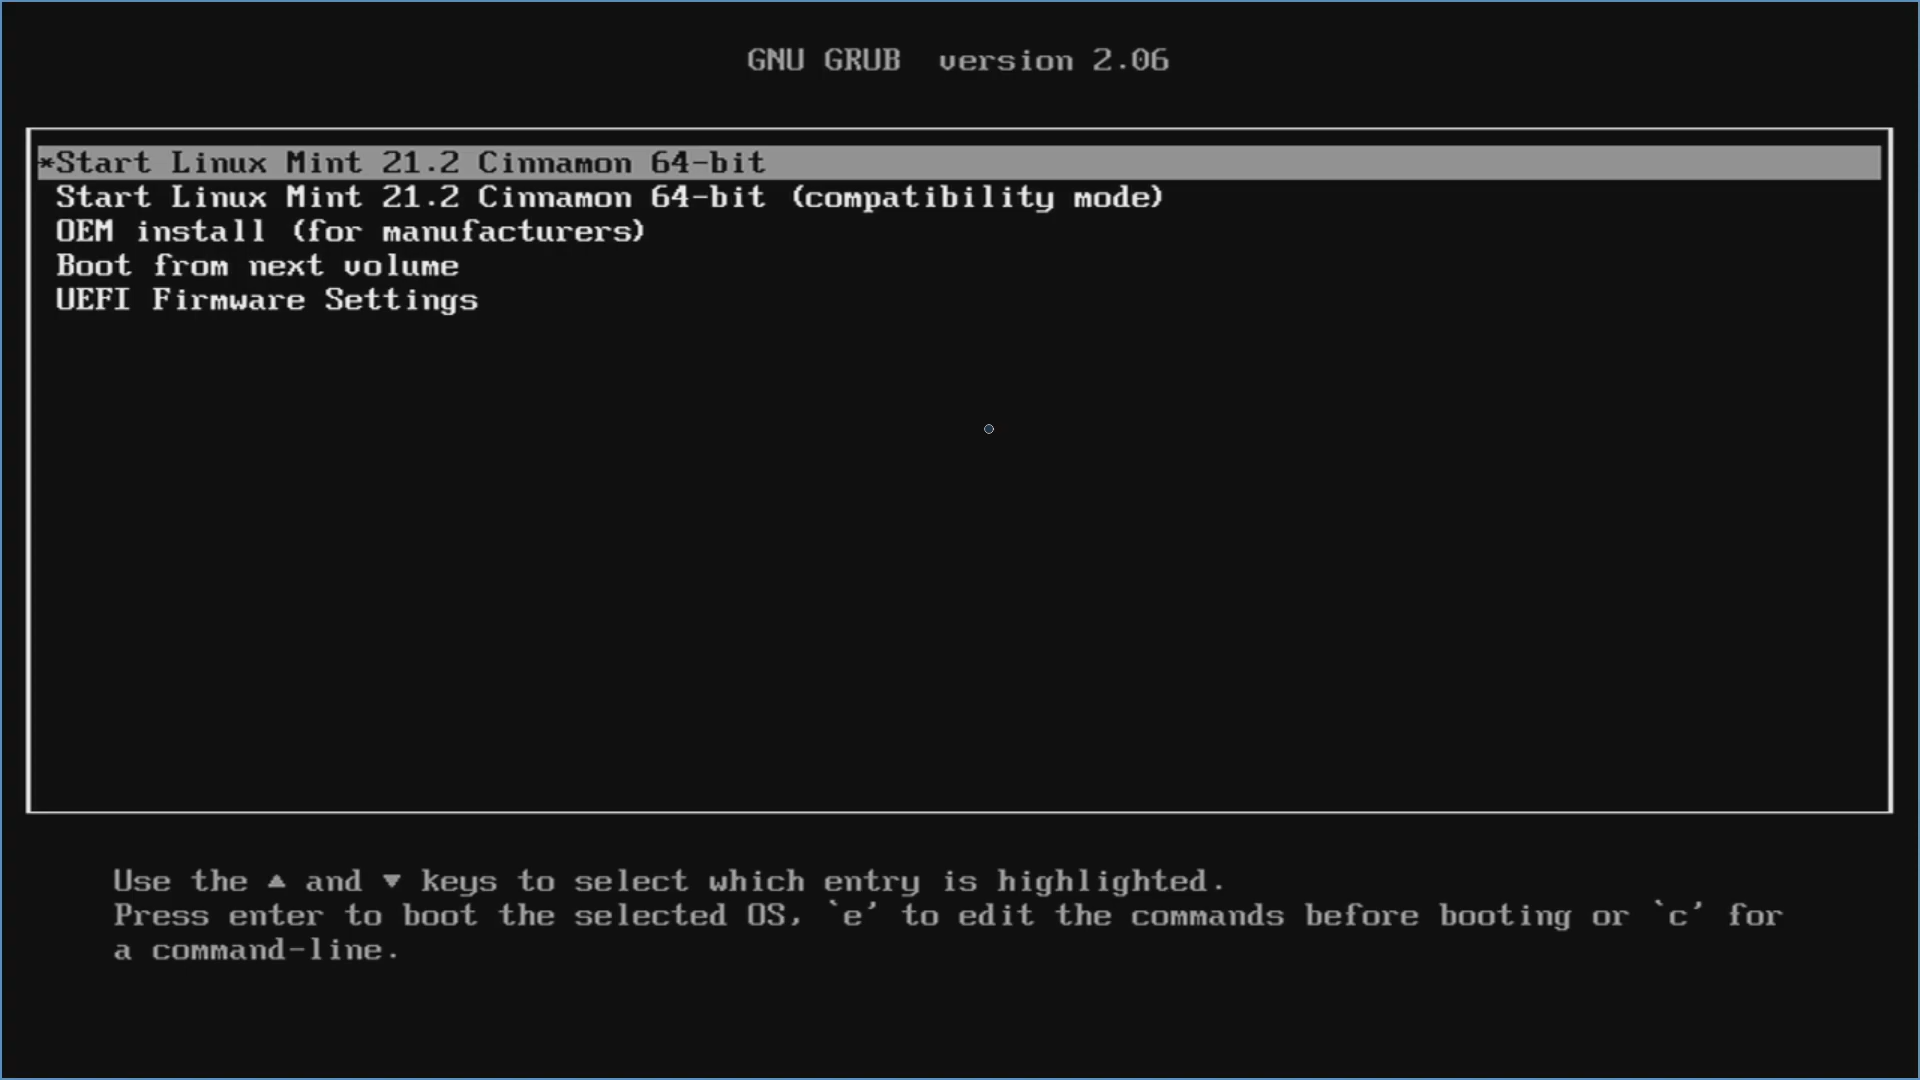 GNU GRUB  version 2.06
*Start Linux Mint 21.2 Cinnamon 64-bit
Start Linux Mint 21.2 Cinnamon 64-bit (compatibility mode)
OEM install (for manufacturers)
Boot from next volume
UEFI Firmware Settings
Use the ▲ and ▼ keys to select which entry is highlighted.
Press enter to boot the selected OS, `e' to edit the commands before booting or `c' for
a command-line.